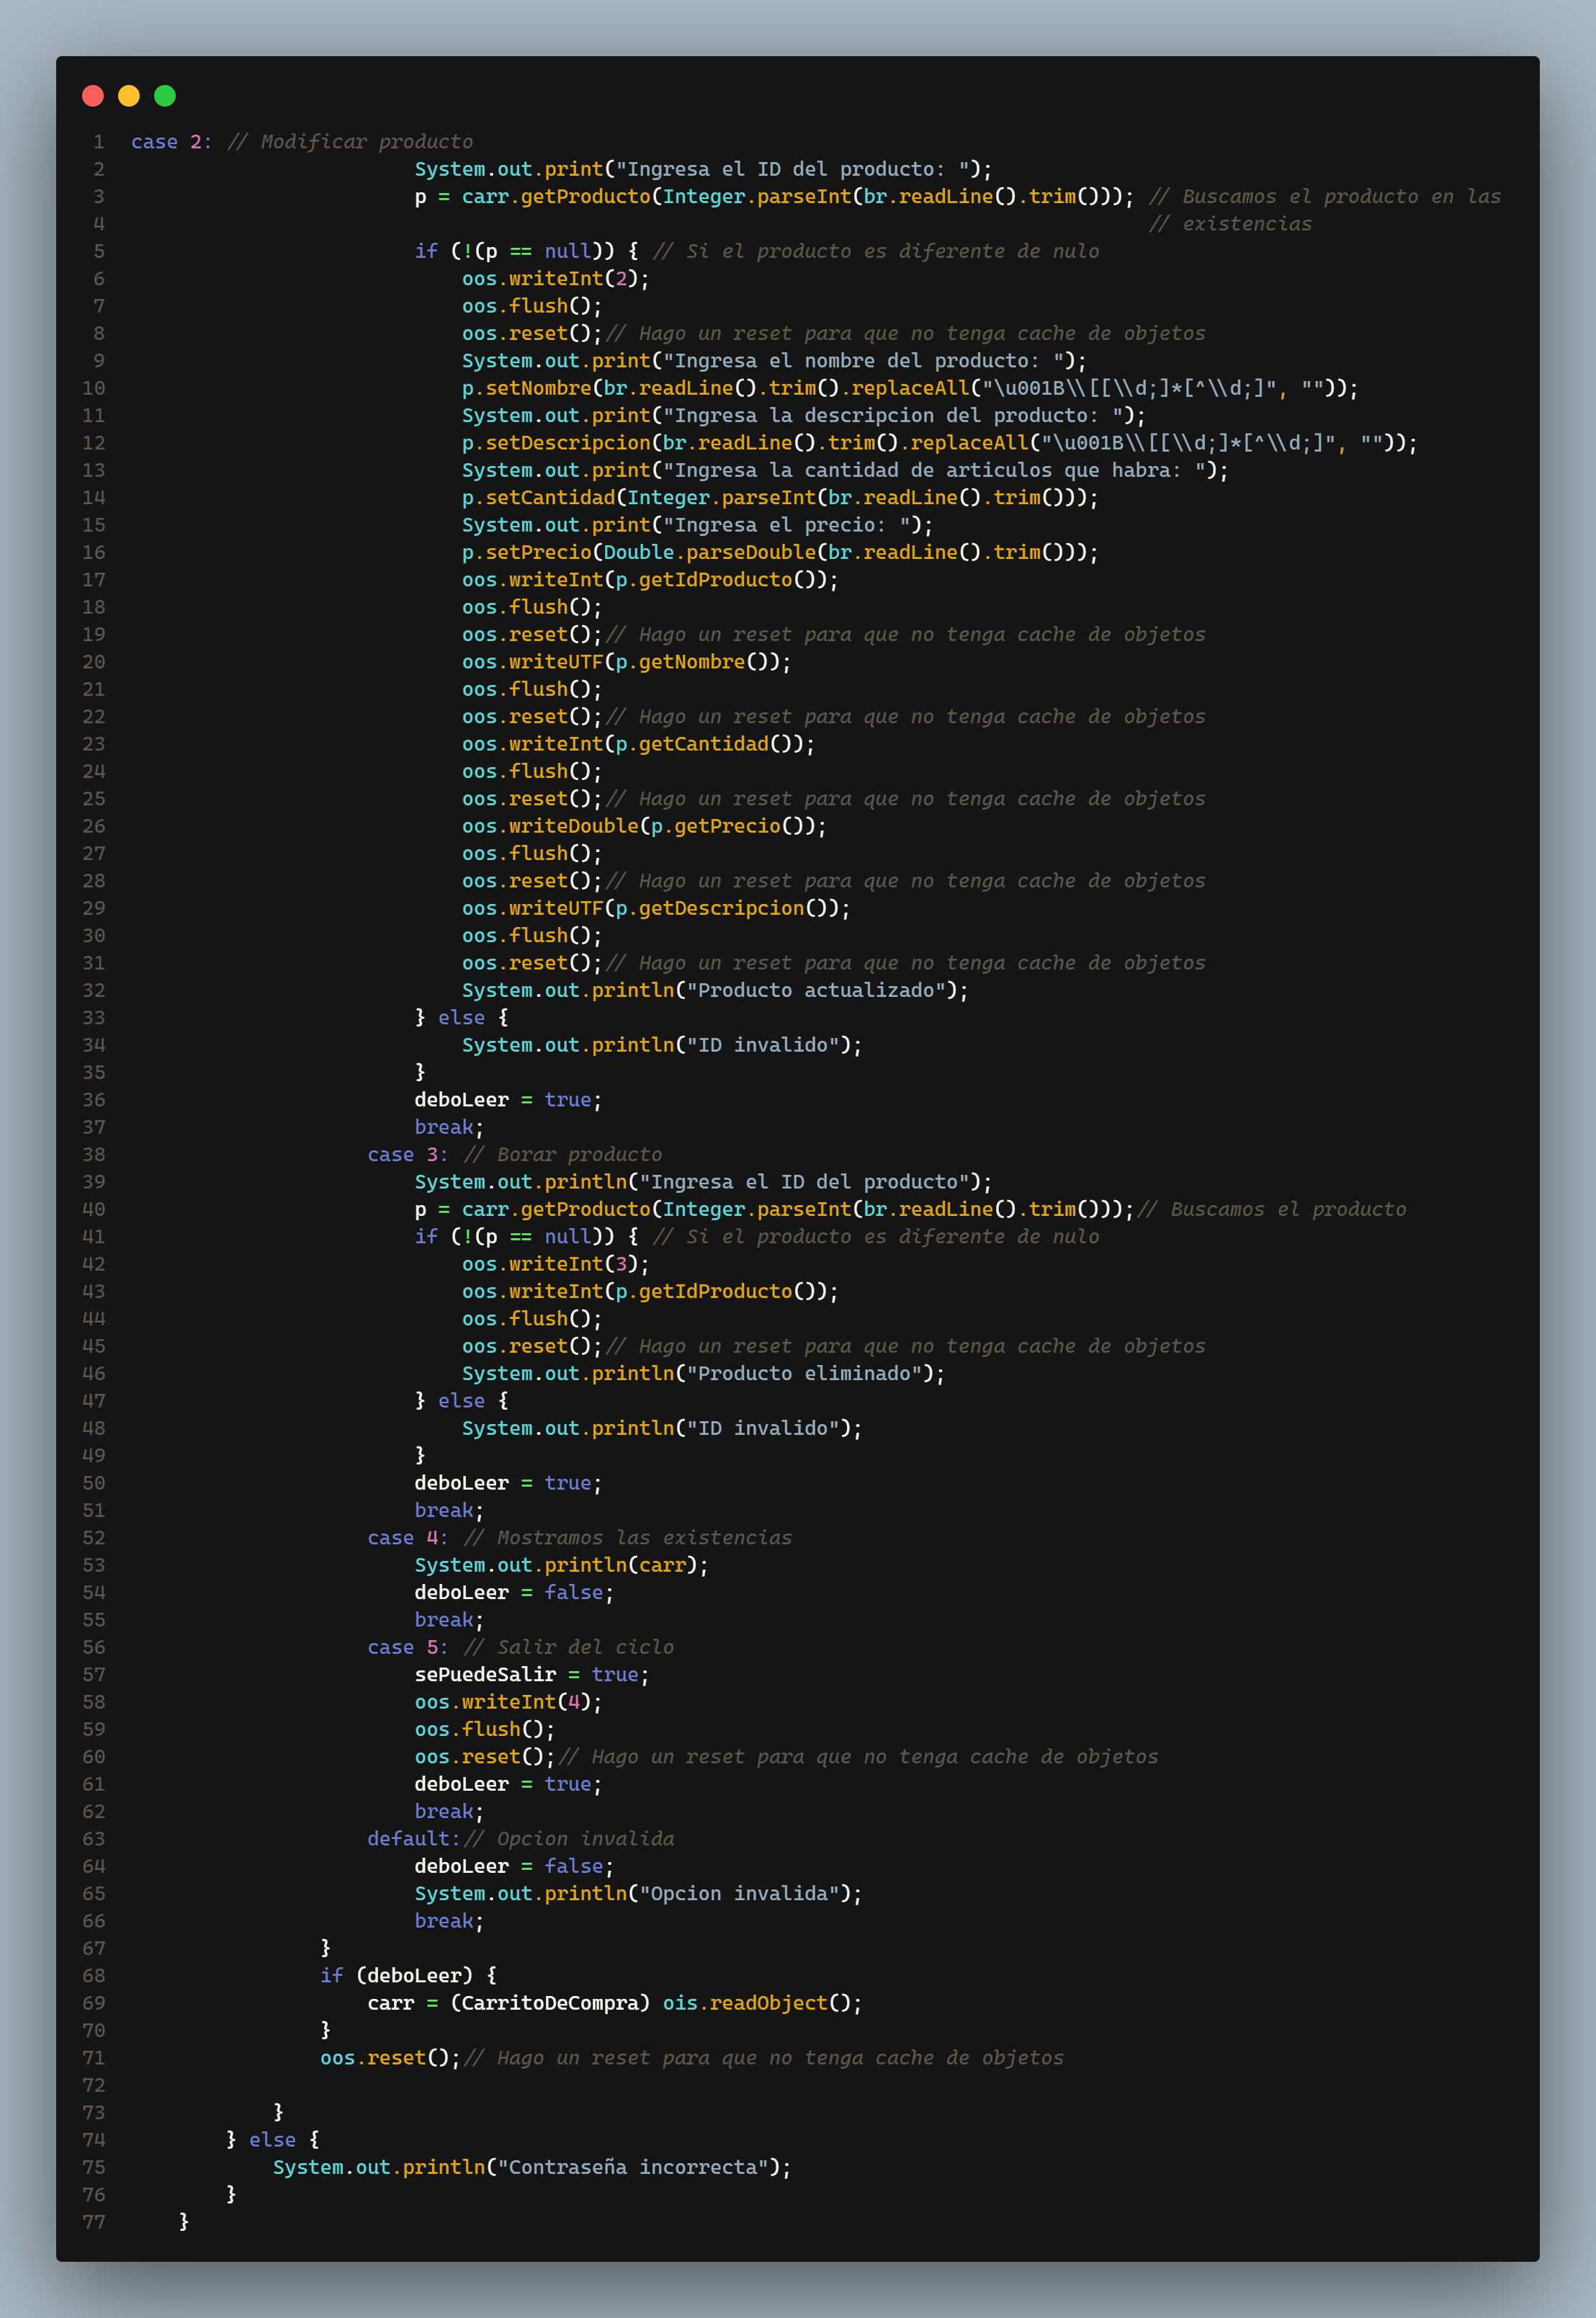 1 case 2: // Modificar producto
2 System.out.print("Ingresa el ID del producto: ");
3 p = carr.getProducto(Integer.parseInt(br.readLine().trim())); // Buscamos el producto en las
4 // existencias
5 if (!(p == null)) { // Si el producto es diferente de nulo
6 oos.writeInt(2);
7 oos.flush();
8 oos.reset();// Hago un reset para que no tenga cache de objetos
9 System.out.print("Ingresa el nombre del producto: ");
10 p.setNombre(br.readLine().trim().replaceAll("\u001B\\[[\\d;]*[^\\d;]", ""));
11 System.out.print("Ingresa la descripcion del producto: ");
12 p.setDescripcion(br.readLine().trim().replaceAll("\u001B\\[[\\d;]*[^\\d;]", ""));
13 System.out.print("Ingresa la cantidad de articulos que habra: ");
14 p.setCantidad(Integer.parseInt(br.readLine().trim()));
15 System.out.print("Ingresa el precio: ");
16 p.setPrecio(Double.parseDouble(br.readLine().trim()));
17 oos.writeInt(p.getIdProducto());
18 oos.flush();
19 oos.reset();// Hago un reset para que no tenga cache de objetos
20 oos.writeUTF(p.getNombre());
21 oos.flush();
22 oos.reset();// Hago un reset para que no tenga cache de objetos
23 oos.writeInt(p.getCantidad());
24 oos.flush();
25 oos.reset();// Hago un reset para que no tenga cache de objetos
26 oos.writeDouble(p.getPrecio());
27 oos.flush();
28 oos.reset();// Hago un reset para que no tenga cache de objetos
29 oos.writeUTF(p.getDescripcion());
30 oos.flush();
31 oos.reset();// Hago un reset para que no tenga cache de objetos
32 System.out.println("Producto actualizado");
33 } else {
34 System.out.println("ID invalido");
35 }
36 deboLeer = true;
37 break;
38 case 3: // Borar producto
39 System.out.println("Ingresa el ID del producto");
40 p = carr.getProducto(Integer.parseInt(br.readLine().trim()));// Buscamos el producto
41 if (!(p == null)) { // Si el producto es diferente de nulo
42 oos.writeInt(3);
43 oos.writeInt(p.getIdProducto());
44 oos.flush();
45 oos.reset();// Hago un reset para que no tenga cache de objetos
46 System.out.println("Producto eliminado");
47 } else {
48 System.out.println("ID invalido");
49 }
50 deboLeer = true;
51 break;
52 case 4: // Mostramos las existencias
53 System.out.println(carr);
54 deboLeer = false;
55 break;
56 case 5: // Salir del ciclo
57 sePuedeSalir = true;
58 oos.writeInt(4);
59 oos.flush();
60 oos.reset();// Hago un reset para que no tenga cache de objetos
61 deboLeer = true;
62 break;
63 default:// Opcion invalida
64 deboLeer = false;
65 System.out.println("Opcion invalida");
66 break;
67 }
68 if (deboLeer) {
69 carr = (CarritoDeCompra) ois.readObject();
70 }
71 oos.reset();// Hago un reset para que no tenga cache de objetos
72
73 }
74 } else {
75 System.out.println("Contraseña incorrecta");
76 }
77 }